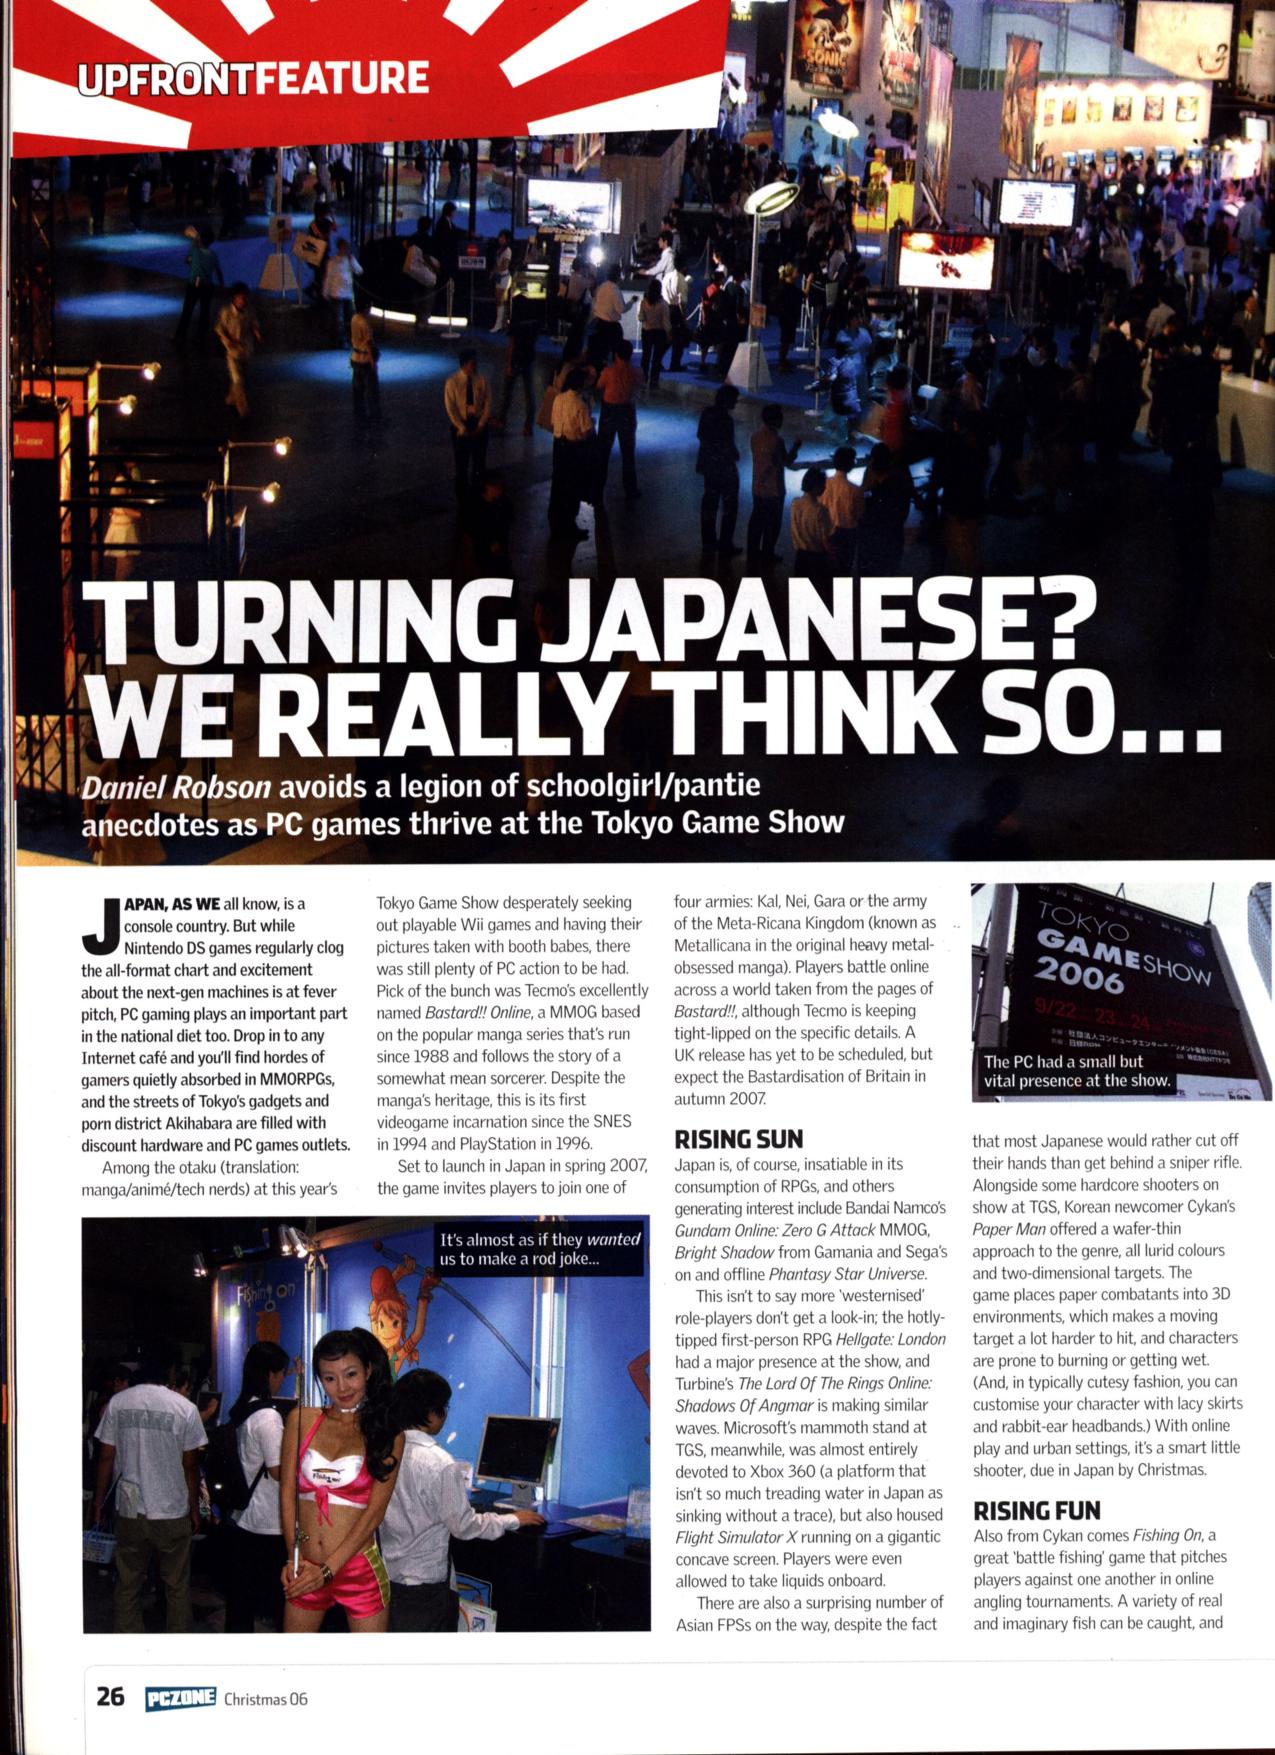 UPFRONTFEATURE
SONIC
TURNING JAPANESE?
WE REALLY THINK SO...
Daniel Robson avoids a legion of schoolgirl/pantie
anecdotes as PC games thrive at the Tokyo Game Show
JAPAN, AS WE all know, is a
console country. But while
Nintendo DS games regularly clog
the all-format chart and excitement
about the next-gen machines is at fever
pitch, PC gaming plays an important part
in the national diet too. Drop in to any
Internet café and you'll find hordes of
gamers quietly absorbed in MMORPGs,
and the streets of Tokyo's gadgets and
porn district Akihabara are filled with
discount hardware and PC games outlets.
Among the otaku (translation:
manga/animé/tech nerds) at this year's
Tokyo Game Show desperately seeking
out playable Wii games and having their
pictures taken with booth babes, there
was still plenty of PC action to be had.
Pick of the bunch was Tecmo's excellently
named Bastard!! Online, a MMOG based
on the popular manga series that's run
since 1988 and follows the story of a
somewhat mean sorcerer. Despite the
manga's heritage, this is its first
videogame incarnation since the SNES
in 1994 and PlayStation in 1996.
Set to launch in Japan in spring 2007,
the game invites players to join one of
four armies: Kal, Nei, Gara or the army
of the Meta-Ricana Kingdom (known as
Metallicana in the original heavy metal-
obsessed manga). Players battle online
across a world taken from the pages of
Bastard!!, although Tecmo is keeping
tight-lipped on the specific details. A
UK release has yet to be scheduled, but
expect the Bastardisation of Britain in
autumn 2007.
RISING SUN
Japan is, of course, insatiable in its
consumption of RPGs, and others
generating interest include Bandai Namco's
Gundam Online: Zero G Attack MMOG,
Bright Shadow from Gamania and Sega's
on and offline Phantasy Star Universe.
This isn't to say more 'westernised'
role-players don't get a look-in; the hotly-
tipped first-person RPG Hellgate: London
had a major presence at the show, and
Turbine's The Lord Of The Rings Online:
Shadows Of Angmar is making similar
waves. Microsoft's mammoth stand at
TGS, meanwhile, was almost entirely
devoted to Xbox 360 (a platform that
isn't so much treading water in Japan as
sinking without a trace), but also housed
Flight Simulator X running on a gigantic
concave screen. Players were even
allowed to take liquids onboard.
There are also a surprising number of
Asian FPSs on the way, despite the fact
TOKYO
GAMESHOW
2006
9/22 23 24
The PC had a small but
vital presence at the show.
that most Japanese would rather cut off
their hands than get behind a sniper rifle.
Alongside some hardcore shooters on
show at TGS, Korean newcomer Cykan's
Paper Man offered a wafer-thin
approach to the genre, all lurid colours
and two-dimensional targets. The
game places paper combatants into 3D
environments, which makes a moving
target a lot harder to hit, and characters
are prone to burning or getting wet.
(And, in typically cutesy fashion, you can
customise your character with lacy skirts
and rabbit-ear headbands.) With online
play and urban settings, it's a smart little
shooter, due in Japan by Christmas.
RISING FUN
Also from Cykan comes Fishing On, a
great 'battle fishing' game that pitches
players against one another in online
angling tournaments. A variety of real
and imaginary fish can be caught, and
It's almost as if they wanted
us to make a rod joke...
Fishing on
STAFF
26 PCZONE Christmas 06